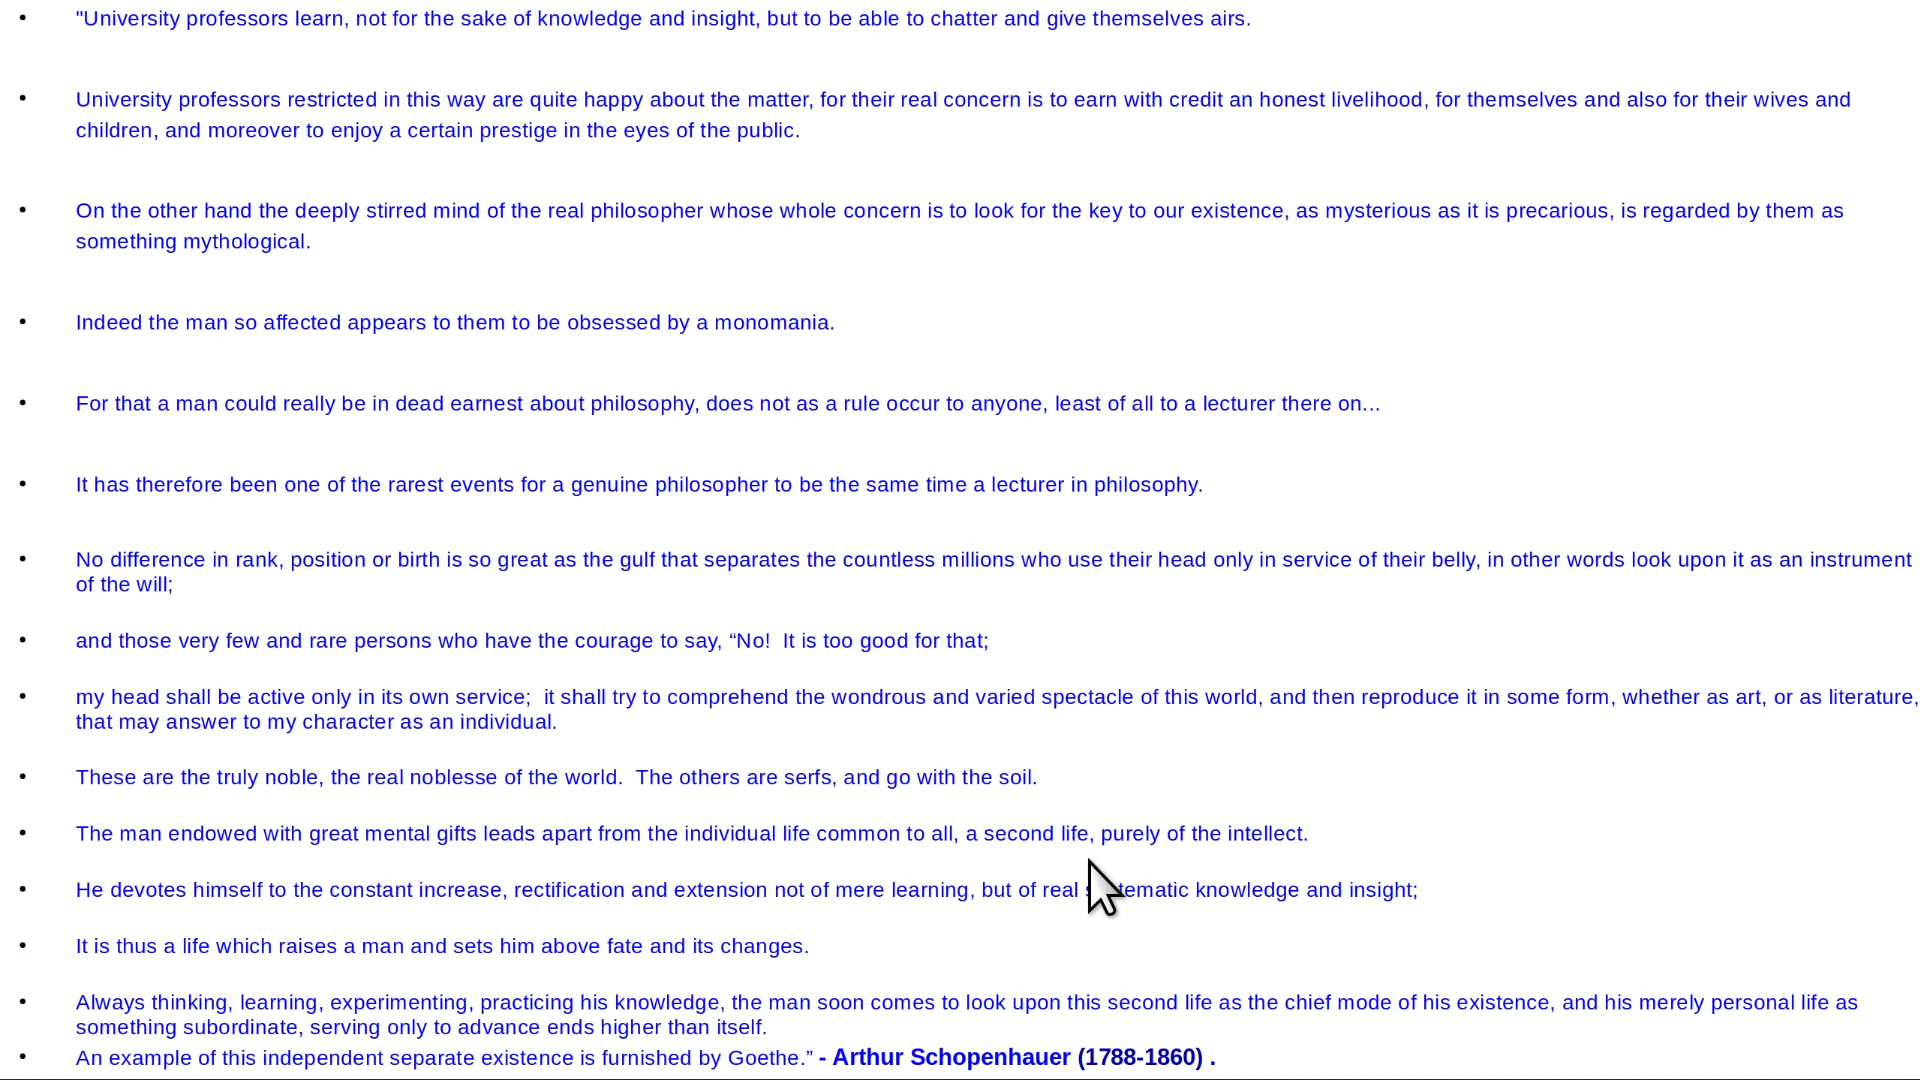 • "University professors learn, not for the sake of knowledge and insight, but to be able to chatter and give themselves airs.
• University professors restricted in this way are quite happy about the matter, for their real concern is to earn with credit an honest livelihood, for themselves and also for their wives and
children, and moreover to enjoy a certain prestige in the eyes of the public.
• On the other hand the deeply stirred mind of the real philosopher whose whole concern is to look for the key to our existence, as mysterious as it is precarious, is regarded by them as
something mythological.
• Indeed the man so affected appears to them to be obsessed by a monomania.
• For that a man could really be in dead earnest about philosophy, does not as a rule occur to anyone, least of all to a lecturer there on...
• It has therefore been one of the rarest events for a genuine philosopher to be the same time a lecturer in philosophy.
• No difference in rank, position or birth is so great as the gulf that separates the countless millions who use their head only in service of their belly, in other words look upon it as an instrument
of the will;
• and those very few and rare persons who have the courage to say, “No!  It is too good for that;
• my head shall be active only in its own service;  it shall try to comprehend the wondrous and varied spectacle of this world, and then reproduce it in some form, whether as art, or as literature,
that may answer to my character as an individual.
• These are the truly noble, the real noblesse of the world.  The others are serfs, and go with the soil.
• The man endowed with great mental gifts leads apart from the individual life common to all, a second life, purely of the intellect.
• He devotes himself to the constant increase, rectification and extension not of mere learning, but of real systematic knowledge and insight;
• It is thus a life which raises a man and sets him above fate and its changes.
• Always thinking, learning, experimenting, practicing his knowledge, the man soon comes to look upon this second life as the chief mode of his existence, and his merely personal life as
something subordinate, serving only to advance ends higher than itself.
• An example of this independent separate existence is furnished by Goethe.” - Arthur Schopenhauer (1788-1860) .